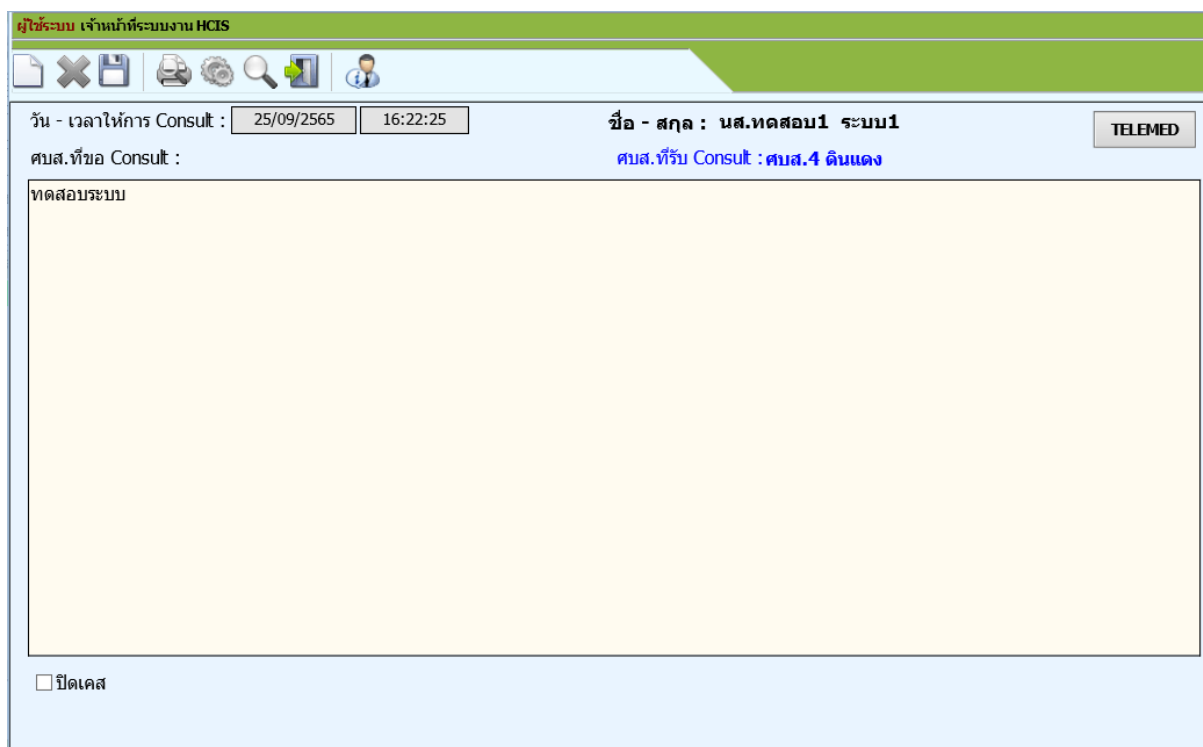 ผู้ใช้ระบบ เจ้าหน้าที่ระบบงาน HCIS
วัน - เวลาให้การ Consult : 25/09/2565 16:22:25 ชื่อ - สกุล : นส.ทดสอบ1 ระบบ1 TELEMED
ศบส.ที่ขอ Consult : ศบส.ที่รับ Consult : ศบส.4 ดินแดง
ทดสอบระบบ
ปิดเคส